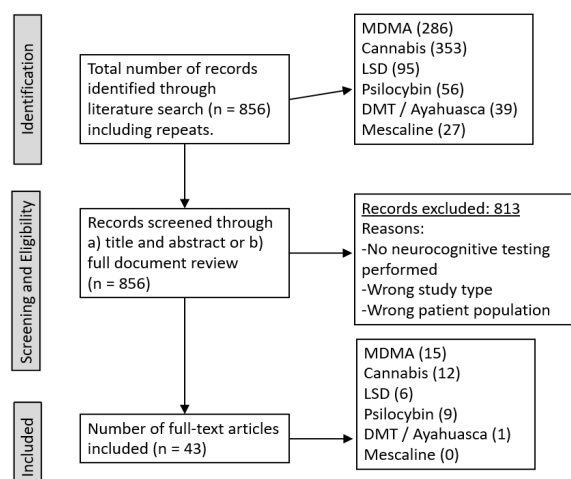 Identification
Total number of records
identified through
literature search (n = 856)
including repeats.
MDMA (286)
Cannabis (353)
LSD (95)
Psilocybin (56)
DMT / Ayahuasca (39)
Mescaline (27)
Screening and Eligibility
Records screened through
a) title and abstract or b)
full document review
(n = 856)
Records excluded: 813
Reasons:
-No neurocognitive testing
performed
-Wrong study type
-Wrong patient population
Included
Number of full-text articles
included (n = 43)
MDMA (15)
Cannabis (12)
LSD (6)
Psilocybin (9)
DMT / Ayahuasca (1)
Mescaline (0)